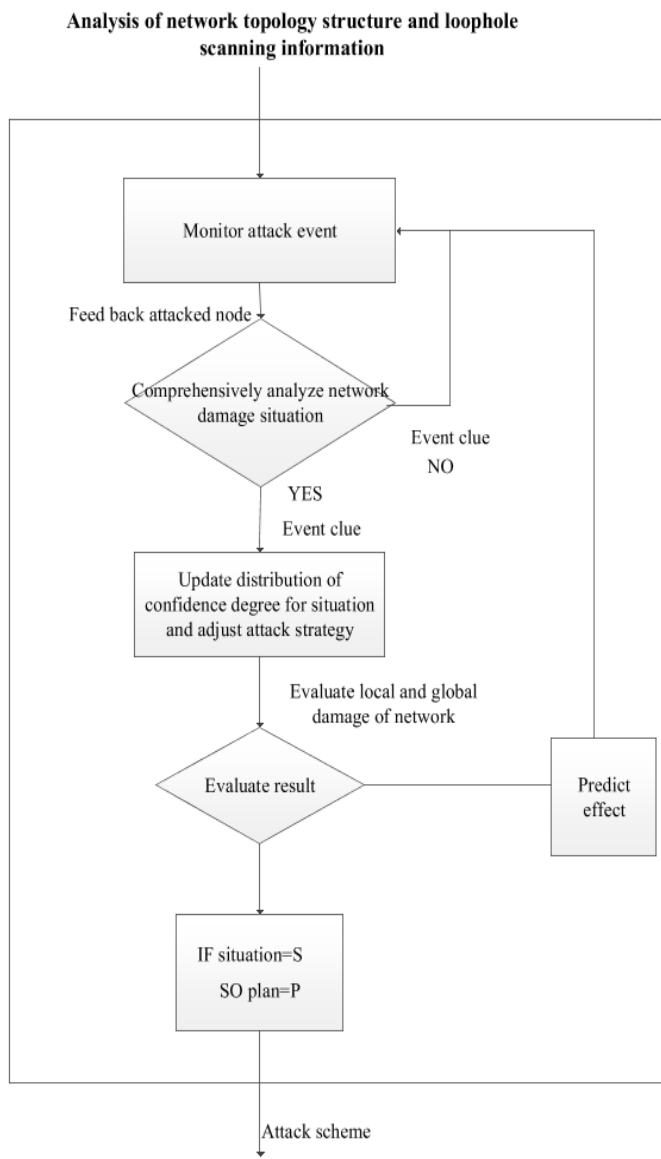 Analysis of network topology structure and loophole
scanning information
Monitor attack event
Feed back attacked node
Comprehensively analyze network
damage situation
Event clue
NO
YES
Event clue
Update distribution of
confidence degree for situation
and adjust attack strategy
Evaluate local and global
damage of network
Evaluate result
Predict
effect
IF situation=S
SO plan=P
Attack scheme